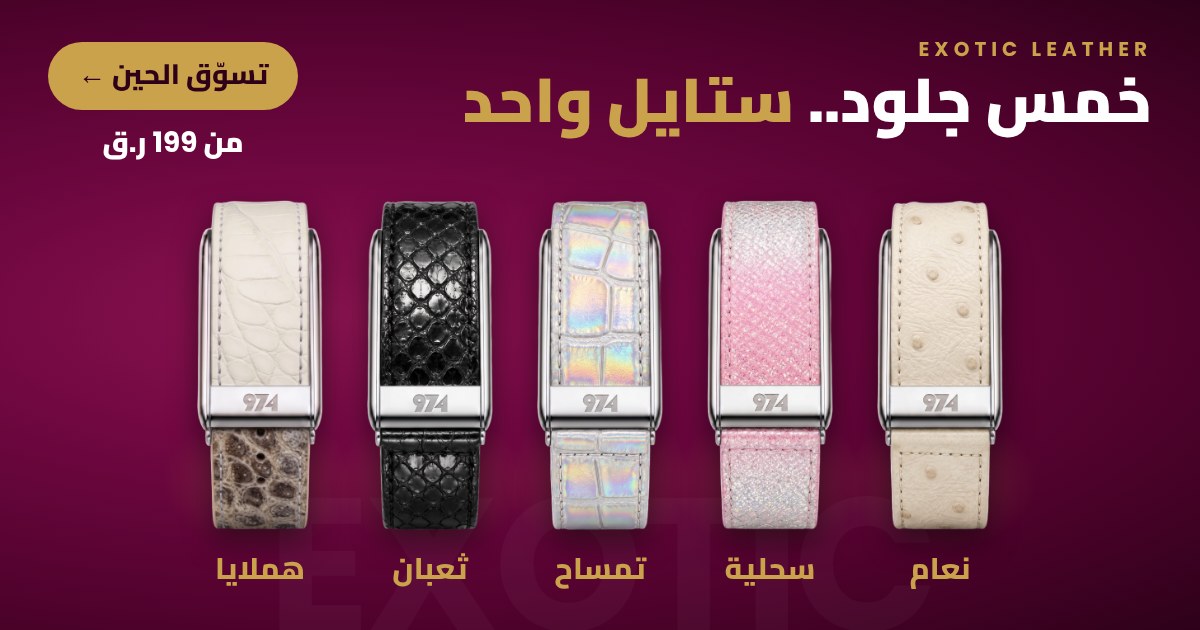 EXOTIC LEATHER
خمس جلود.. ستايل واحد
تسوّق الحين ←
من 199 ر.ق
974 974 974 974 974
EXOTIC
نعام سحلية تمساح ثعبان هملايا